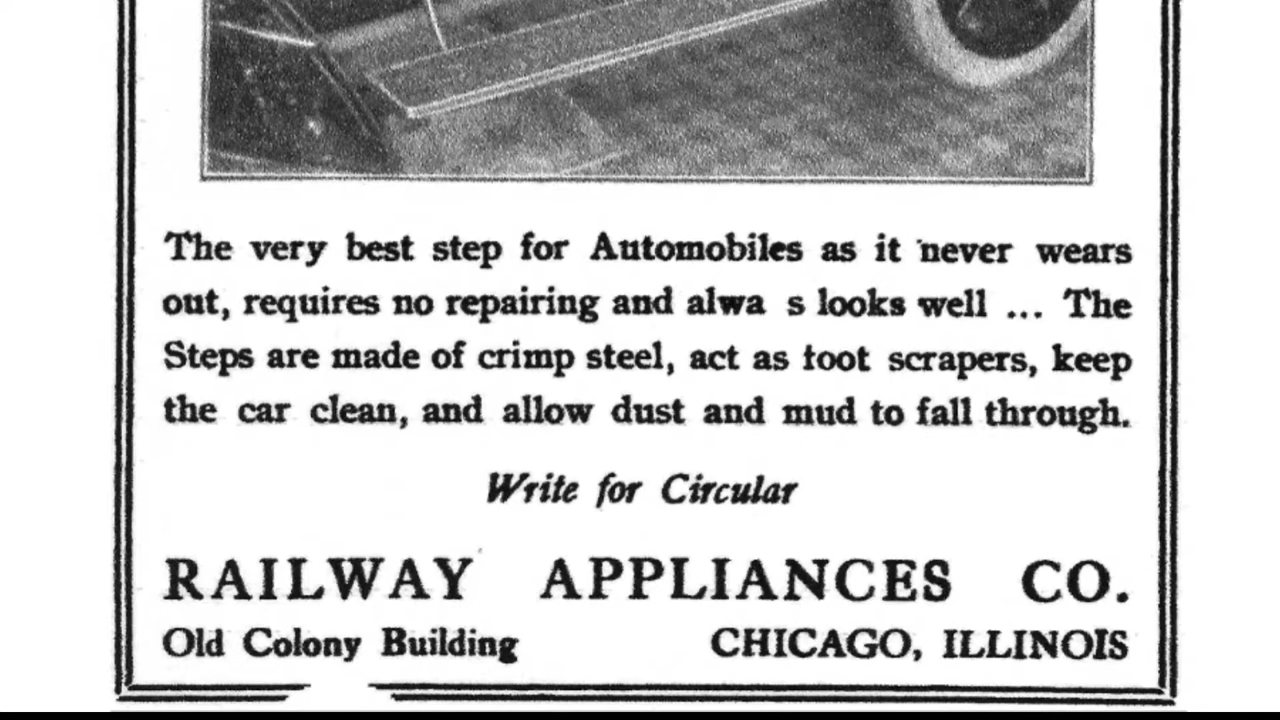 The very best step for Automobiles as it never wears
out, requires no repairing and alwa s looks well ... The
Steps are made of crimp steel, act as foot scrapers, keep
the car clean, and allow dust and mud to fall through.
Write for Circular
RAILWAY APPLIANCES CO.
Old Colony Building CHICAGO, ILLINOIS